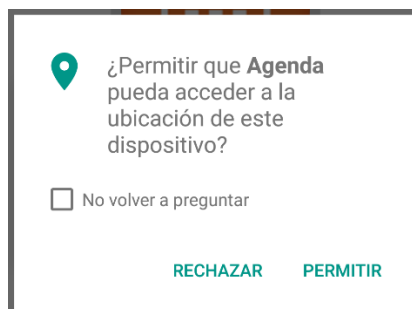 ¿Permitir que Agenda
pueda acceder a la
ubicación de este
dispositivo?
No volver a preguntar
RECHAZAR PERMITIR